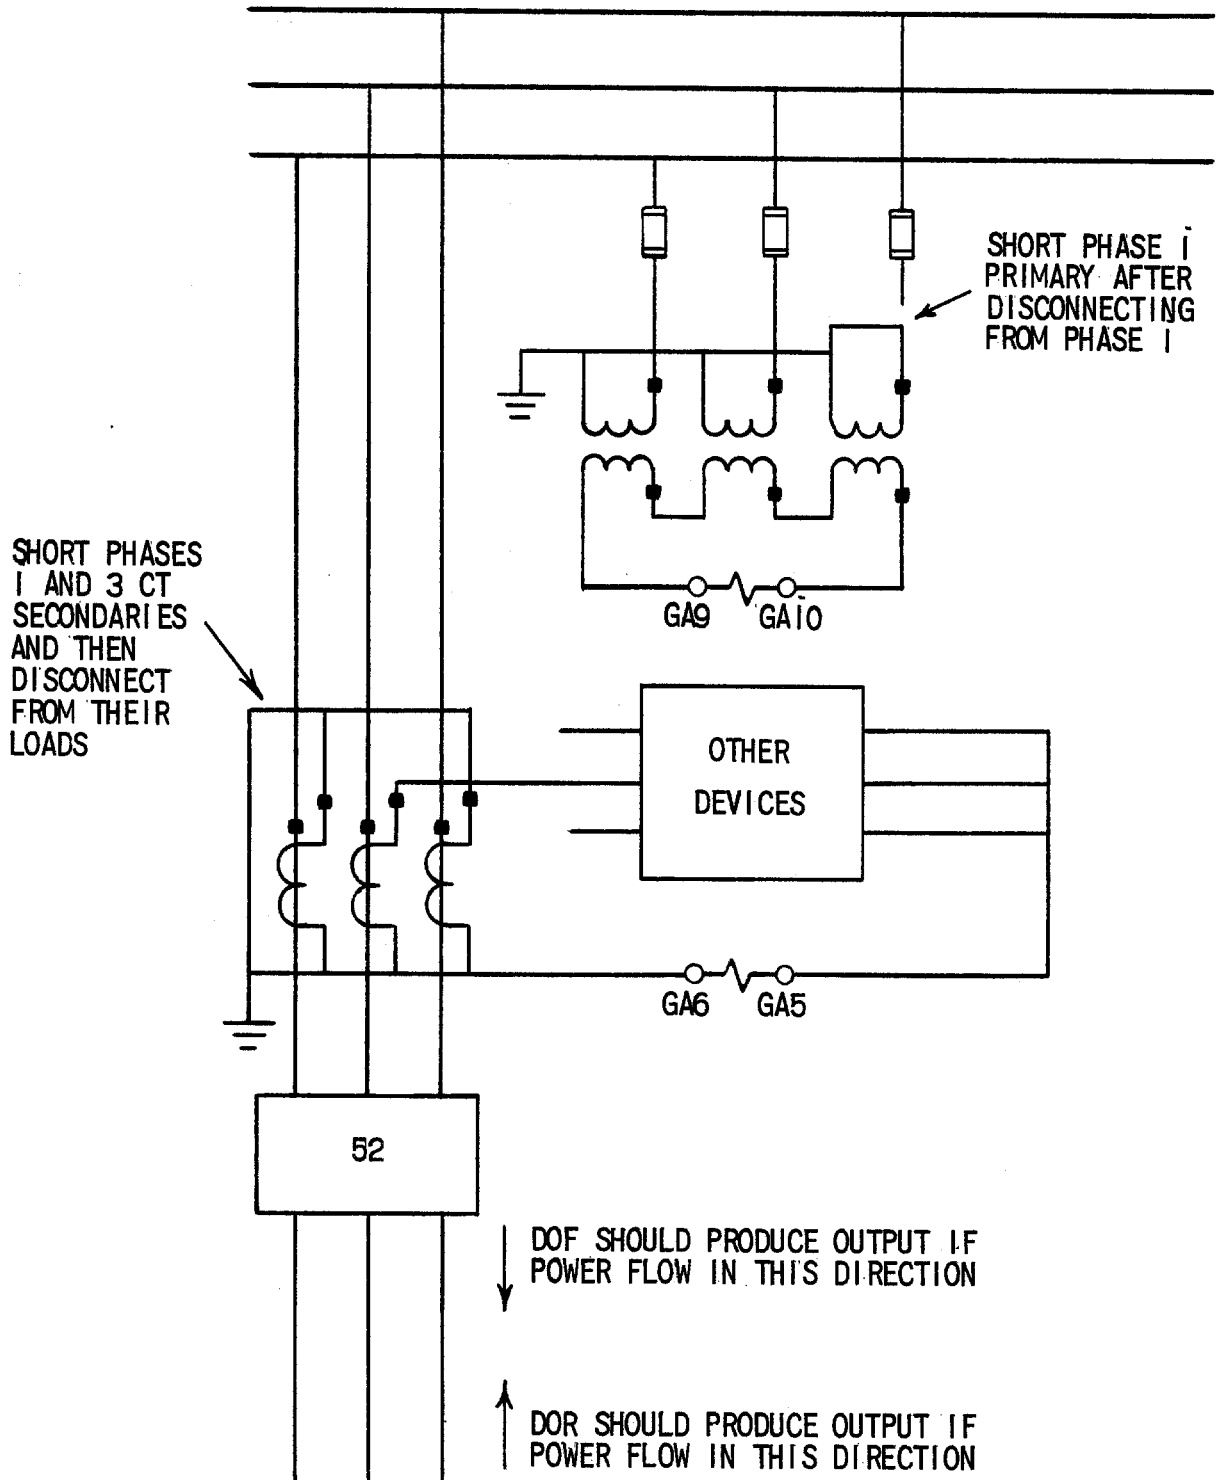 SHORT PHASE 1
PRIMARY AFTER
DISCONNECTING
FROM PHASE 1
GA9
GA10
SHORT PHASES
1 AND 3 CT
SECONDARIES
AND THEN
DISCONNECT
FROM THEIR
LOADS
OTHER
DEVICES
GA6
GA5
52
DOF SHOULD PRODUCE OUTPUT IF
POWER FLOW IN THIS DIRECTION
DOR SHOULD PRODUCE OUTPUT IF
POWER FLOW IN THIS DIRECTION